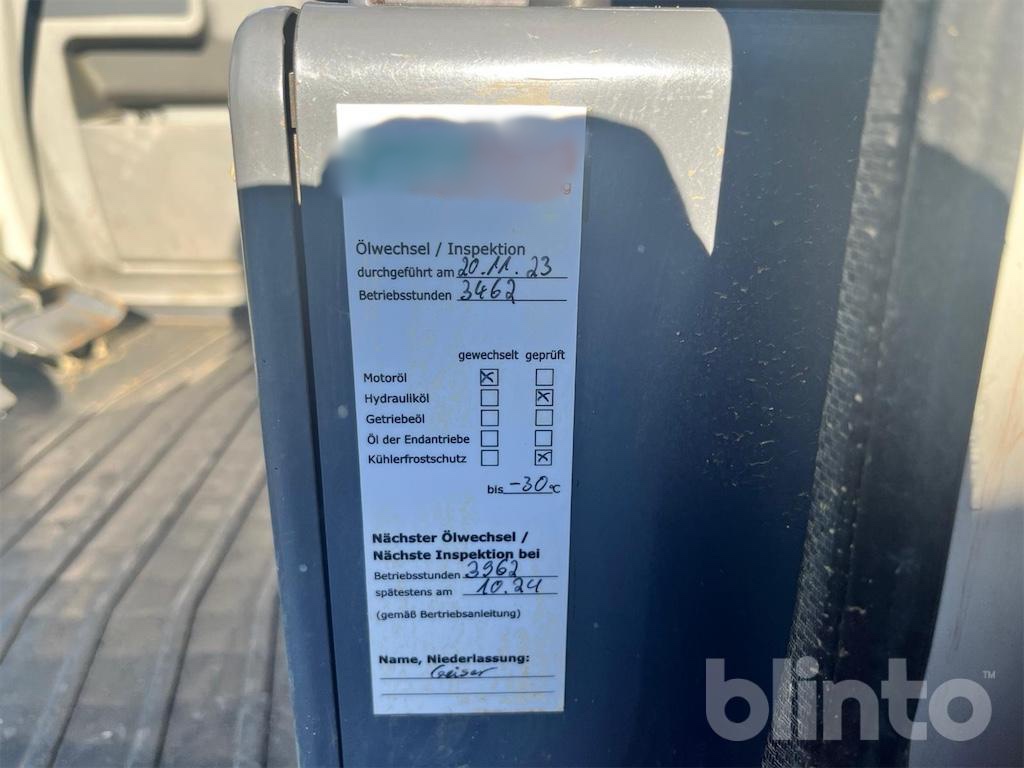 g
Ölwechsel / Inspektion
durchgeführt am 20.11.23
Betriebsstunden 3462
gewechselt geprüft
Motoröl
Hydrauliköl
Getriebeöl
Öl der Endantriebe
Kühlerfrostschutz
bis -30 °C
Nächster Ölwechsel /
Nächste Inspektion bei
Betriebsstunden 3962
spätestens am 10.24
(gemäß Bertriebsanleitung)
Name, Niederlassung:
Geiser
blinto™